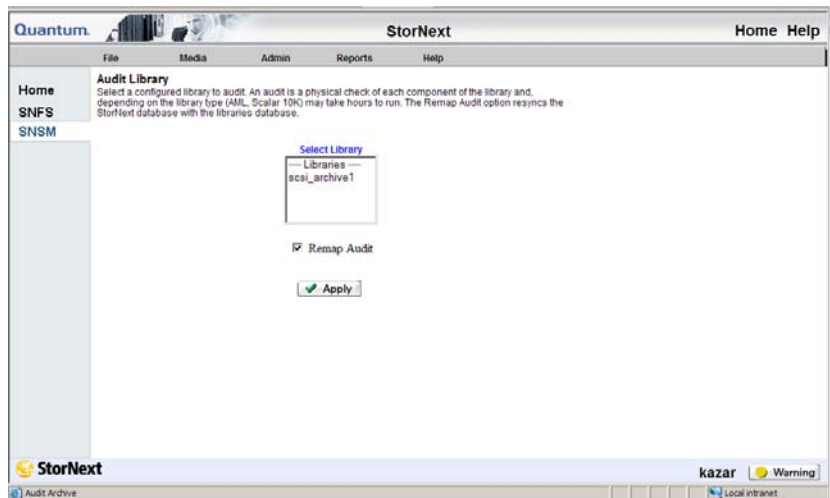 Quantum. StorNext Home Help
File Media Admin Reports Help
Home
SNFS
SNSM
Audit Library
Select a configured library to audit. An audit is a physical check of each component of the library and,
depending on the library type (AML, Scalar 10K) may take hours to run. The Remap Audit option resyncs the
StorNext database with the libraries database.
Select Library
---- Libraries ----
scsi_archive1
Remap Audit
Apply
StorNext kazar Warning
Audit Archive Local intranet